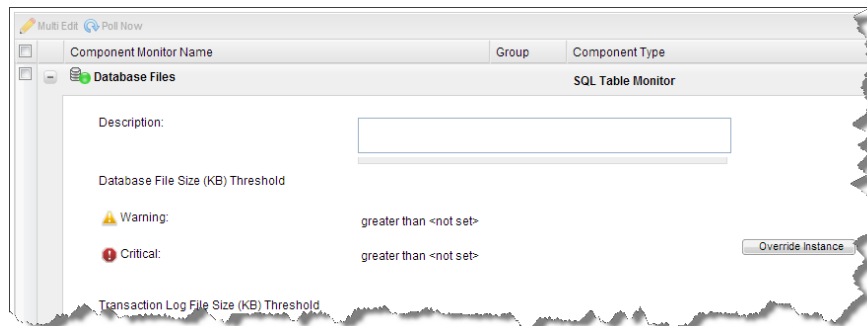 Multi Edit Poll Now
Component Monitor Name Group Component Type
Database Files SQL Table Monitor
Description:
Database File Size (KB) Threshold
Warning: greater than <not set>
Critical: greater than <not set>
Override Instance
Transaction Log File Size (KB) Threshold